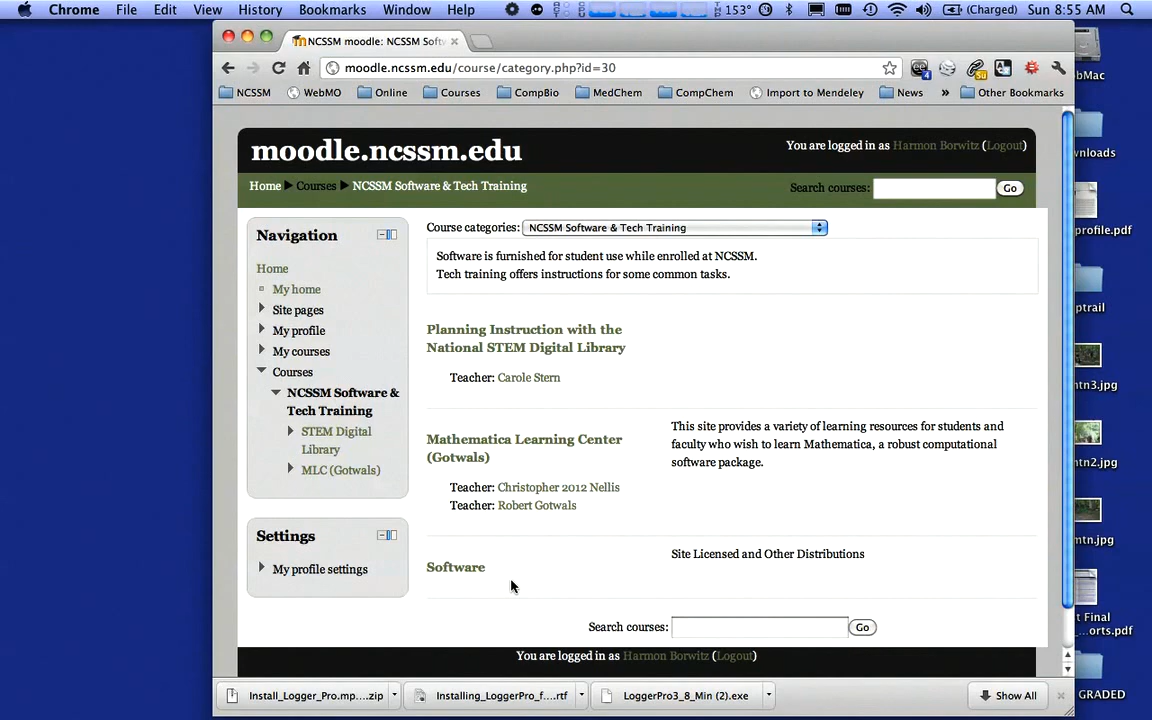 Chrome File Edit View History Bookmarks Window Help 153° (Charged) Sun 8:55 AM
NCSSM moodle: NCSSM Softw
moodle.ncssm.edu/course/category.php?id=30
NCSSM WebMO Online Courses CompBio MedChem CompChem Import to Mendeley News » Other Bookmarks
moodle.ncssm.edu
You are logged in as Harmon Borwitz (Logout)
Home Courses NCSSM Software & Tech Training
Search courses: Go
Navigation
Home
My home
Site pages
My profile
My courses
Courses
NCSSM Software &
Tech Training
STEM Digital
Library
MLC (Gotwals)
Settings
My profile settings
Course categories: NCSSM Software & Tech Training
Software is furnished for student use while enrolled at NCSSM.
Tech training offers instructions for some common tasks.
Planning Instruction with the
National STEM Digital Library
Teacher: Carole Stern
Mathematica Learning Center
(Gotwals)
Teacher: Christopher 2012 Nellis
Teacher: Robert Gotwals
This site provides a variety of learning resources for students and
faculty who wish to learn Mathematica, a robust computational
software package.
Software
Site Licensed and Other Distributions
Search courses: Go
You are logged in as Harmon Borwitz (Logout)
Install_Logger_Pro.mp....zip
Installing_LoggerPro_f....rtf
LoggerPro3_8_Min (2).exe
Show All
bMac
wnloads
profile.pdf
ptrail
mtn3.jpg
mtn2.jpg
mtn.jpg
t Final
_...orts.pdf
GRADED